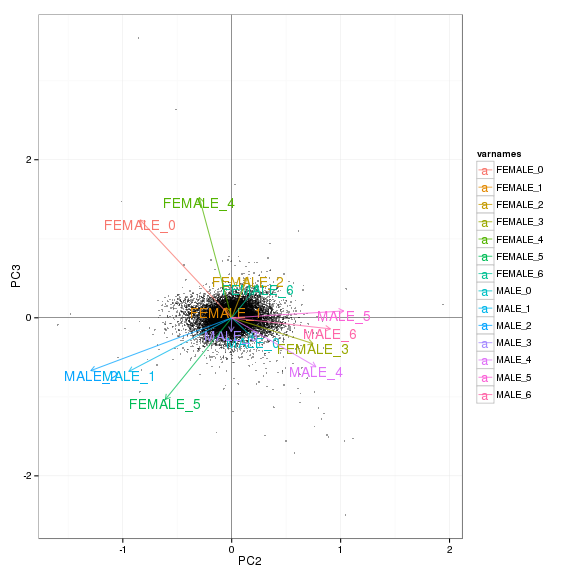 2
0
-2
PC3
FEMALE_4
FEMALE_0
FEMALE_2
FEMALE_6
FEMALE_1
MALE_5
MALE_6
FEMALE_3
MALE_4
MALE_2
MALE_1
FEMALE_5
-1
0
1
2
PC2
varnames
a FEMALE_0
a FEMALE_1
a FEMALE_2
a FEMALE_3
a FEMALE_4
a FEMALE_5
a FEMALE_6
a MALE_0
a MALE_1
a MALE_2
a MALE_3
a MALE_4
a MALE_5
a MALE_6